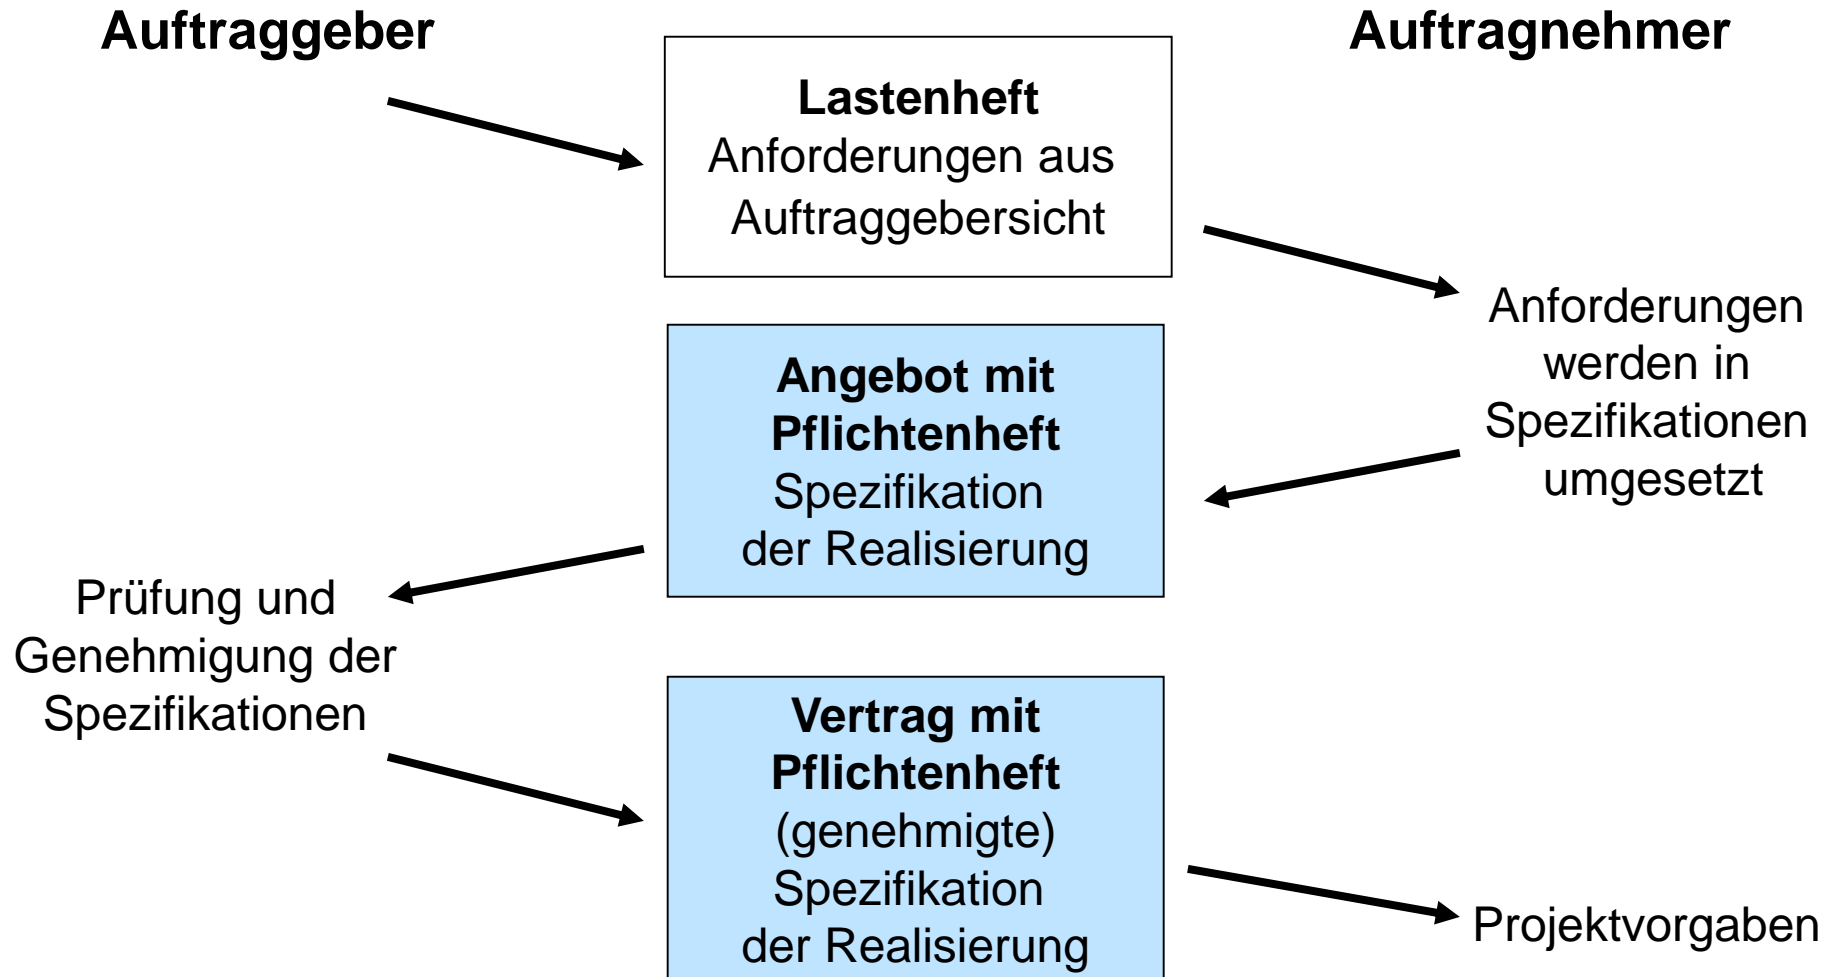 Auftraggeber
Auftragnehmer
Lastenheft
Anforderungen aus
Auftraggebersicht
Anforderungen
werden in
Spezifikationen
umgesetzt
Angebot mit
Pflichtenheft
Spezifikation
der Realisierung
Prüfung und
Genehmigung der
Spezifikationen
Vertrag mit
Pflichtenheft
(genehmigte)
Spezifikation
der Realisierung
Projektvorgaben